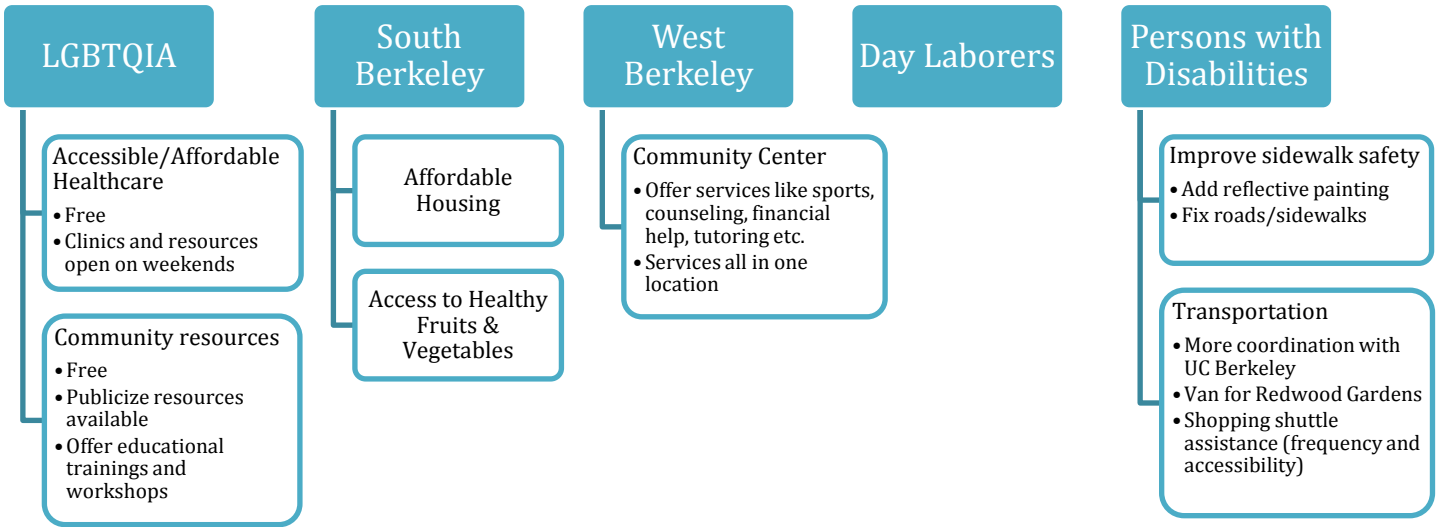 LGBTQIA
Accessible/Affordable
Healthcare
• Free
• Clinics and resources
open on weekends
Community resources
• Free
• Publicize resources
available
• Offer educational
trainings and
workshops
South
Berkeley
Affordable
Housing
Access to Healthy
Fruits &
Vegetables
West
Berkeley
Community Center
• Offer services like sports,
counseling, financial
help, tutoring etc.
• Services all in one
location
Day Laborers
Persons with
Disabilities
Improve sidewalk safety
• Add reflective painting
• Fix roads/sidewalks
Transportation
• More coordination with
UC Berkeley
• Van for Redwood Gardens
• Shopping shuttle
assistance (frequency and
accessibility)